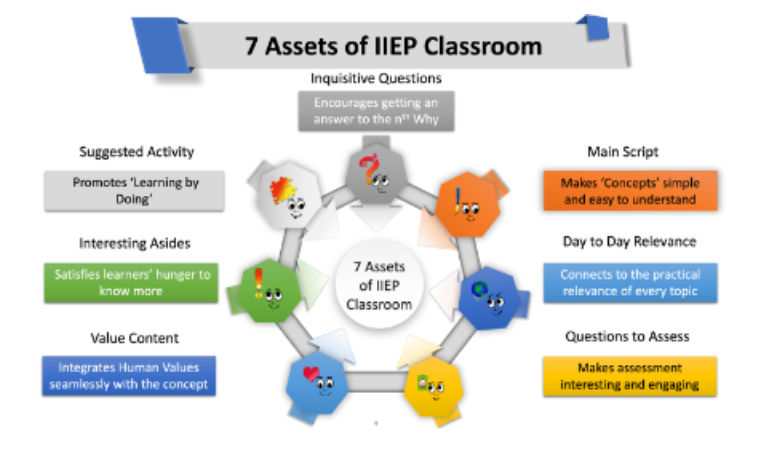 7 Assets of IIEP Classroom
Inquisitive Questions
Encourages getting an
answer to the nth Why
Suggested Activity
Promotes 'Learning by
Doing'
Interesting Asides
Satisfies learners' hunger to
know more
Value Content
Integrates Human Values
seamlessly with the concept
7 Assets
of IIEP
Classroom
Main Script
Makes 'Concepts' simple
and easy to understand
Day to Day Relevance
Connects to the practical
relevance of every topic
Questions to Assess
Makes assessment
interesting and engaging